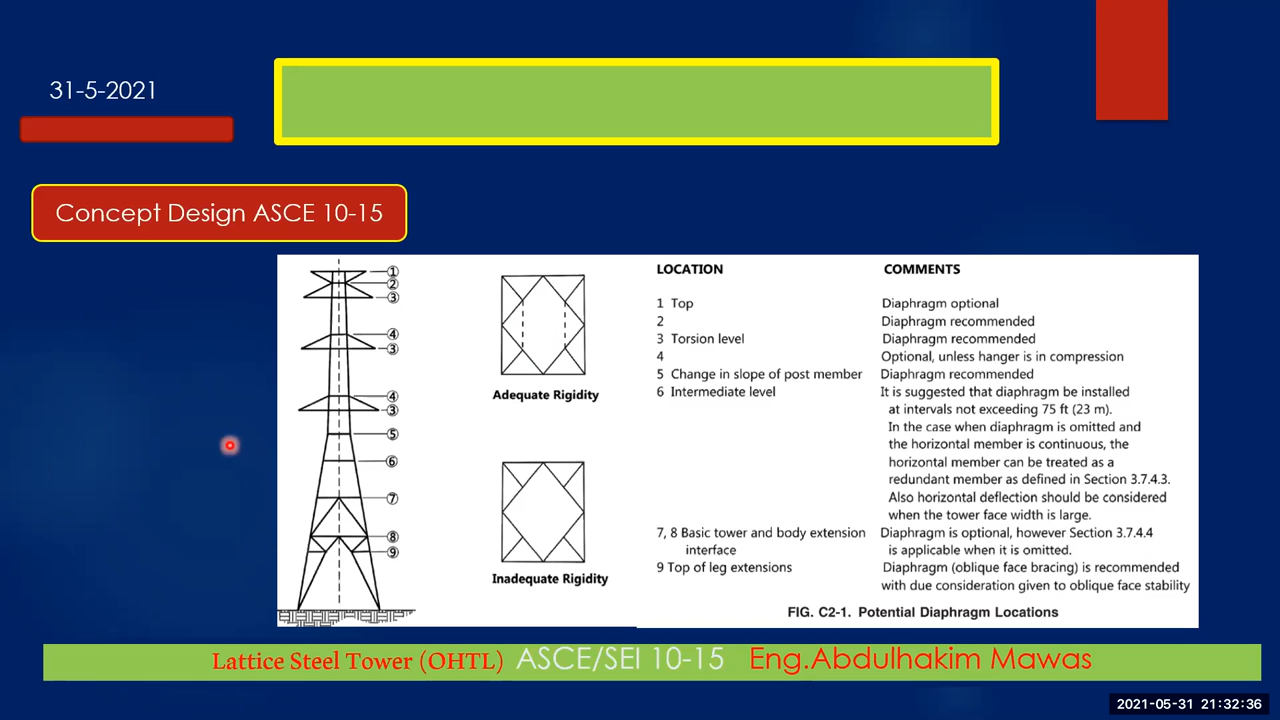 31-5-2021
Concept Design ASCE 10-15
①
②
③
④
③
④
③
⑤
⑥
⑦
⑧
⑨
Adequate Rigidity
Inadequate Rigidity
LOCATION COMMENTS
1 Top Diaphragm optional
2 Diaphragm recommended
3 Torsion level Diaphragm recommended
4 Optional, unless hanger is in compression
5 Change in slope of post member Diaphragm recommended
6 Intermediate level It is suggested that diaphragm be installed
at intervals not exceeding 75 ft (23 m).
In the case when diaphragm is omitted and
the horizontal member is continuous, the
horizontal member can be treated as a
redundant member as defined in Section 3.7.4.3.
Also horizontal deflection should be considered
when the tower face width is large.
7, 8 Basic tower and body extension Diaphragm is optional, however Section 3.7.4.4
interface is applicable when it is omitted.
9 Top of leg extensions Diaphragm (oblique face bracing) is recommended
with due consideration given to oblique face stability
FIG. C2-1. Potential Diaphragm Locations
Lattice Steel Tower (OHTL) ASCE/SEI 10-15 Eng.Abdulhakim Mawas
2021-05-31 21:32:36